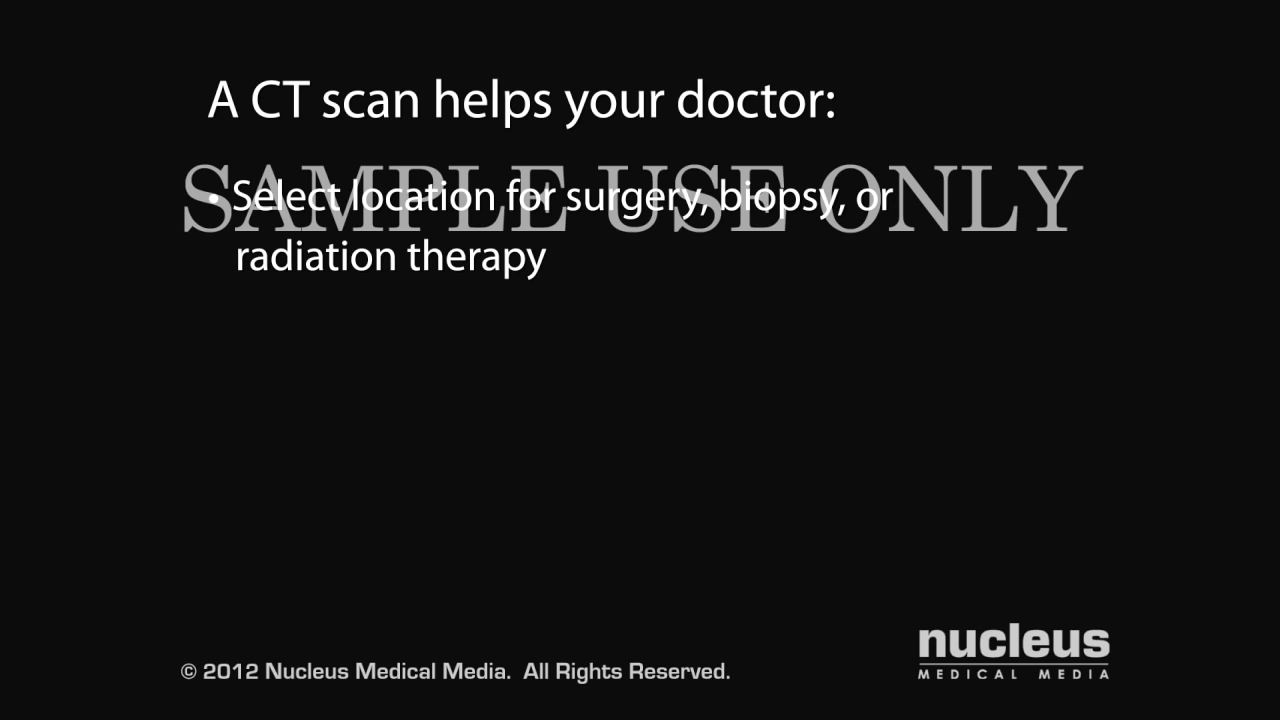 A CT scan helps your doctor:
SAMPLE USE ONLY
• Select location for surgery, biopsy, or
radiation therapy
nucleus
MEDICAL MEDIA
© 2012 Nucleus Medical Media. All Rights Reserved.